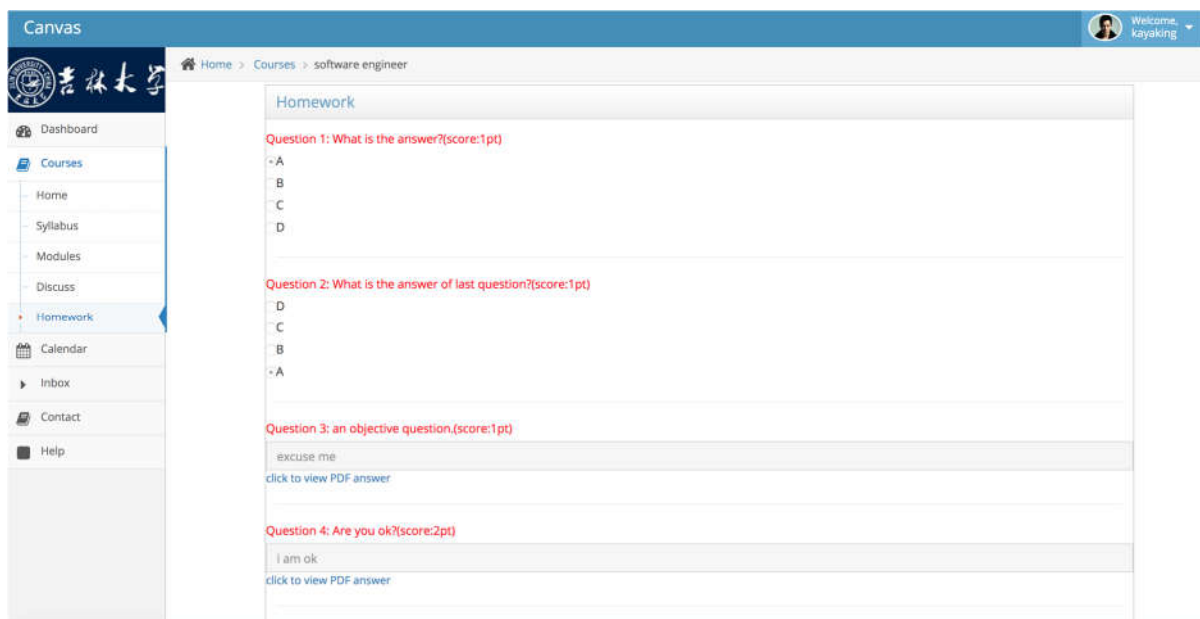 Canvas
Welcome,
kayaking
吉林大学
Home > Courses > software engineer
Dashboard
Courses
Home
Syllabus
Modules
Discuss
Homework
Calendar
Inbox
Contact
Help
Homework
Question 1: What is the answer?(score:1pt)
A
B
C
D
Question 2: What is the answer of last question?(score:1pt)
D
C
B
A
Question 3: an objective question.(score:1pt)
excuse me
click to view PDF answer
Question 4: Are you ok?(score:2pt)
i am ok
click to view PDF answer